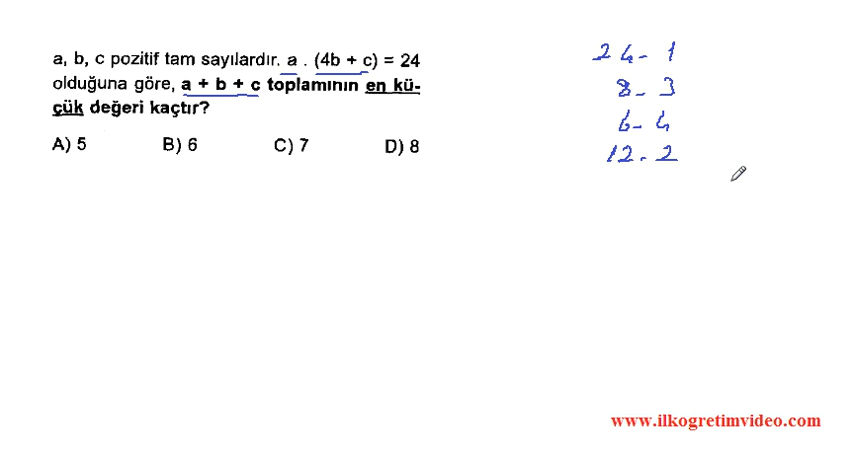 a, b, c pozitif tam sayılardır. a . (4b + c) = 24
olduğuna göre, a + b + c toplamının en kü-
çük değeri kaçtır?
A) 5 B) 6 C) 7 D) 8
24 - 1
8 - 3
6 - 4
12 - 2
www.ilkogretimvideo.com